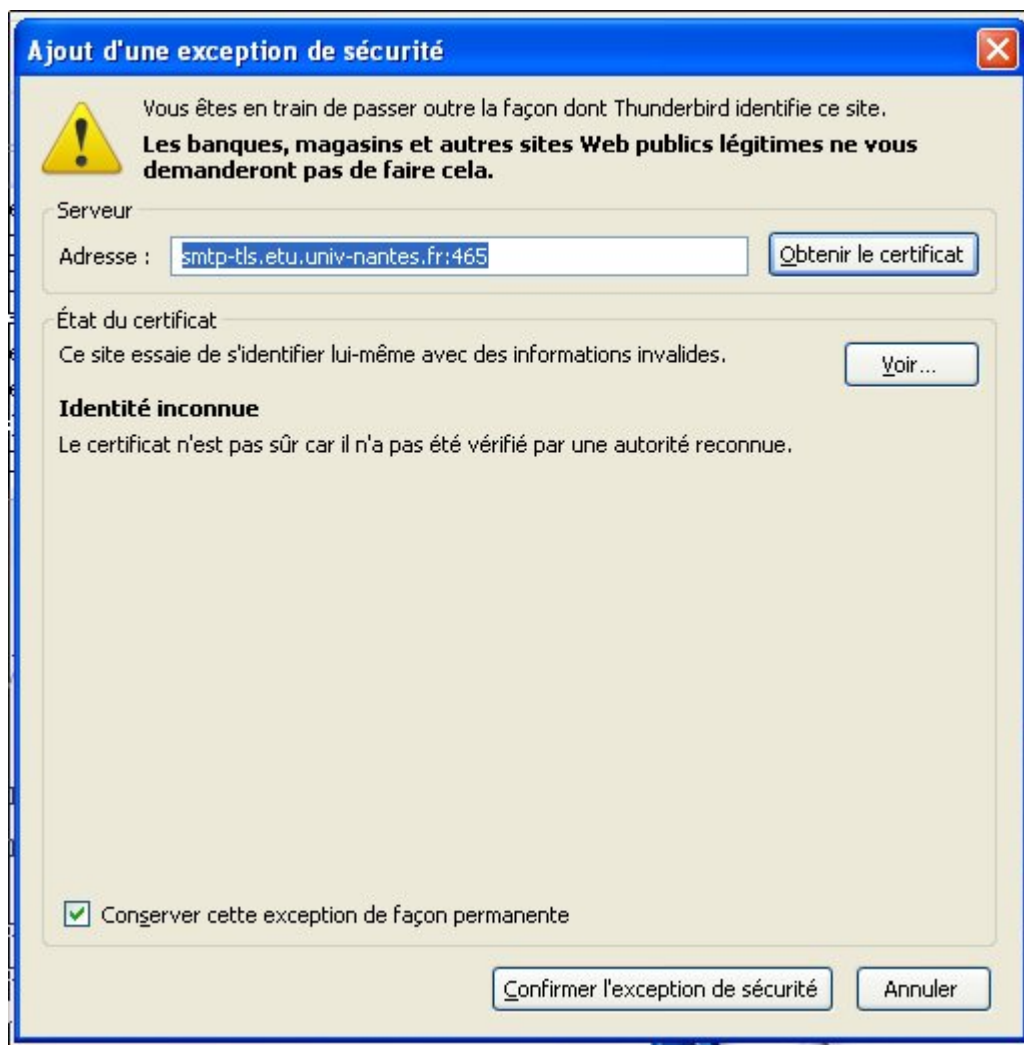 Ajout d'une exception de sécurité
Vous êtes en train de passer outre la façon dont Thunderbird identifie ce site.
Les banques, magasins et autres sites Web publics légitimes ne vous
demanderont pas de faire cela.
Serveur
Adresse : smtp-tls.etu.univ-nantes.fr:465 Obtenir le certificat
État du certificat
Ce site essaie de s'identifier lui-même avec des informations invalides. Voir...
Identité inconnue
Le certificat n'est pas sûr car il n'a pas été vérifié par une autorité reconnue.
Conserver cette exception de façon permanente
Confirmer l'exception de sécurité Annuler